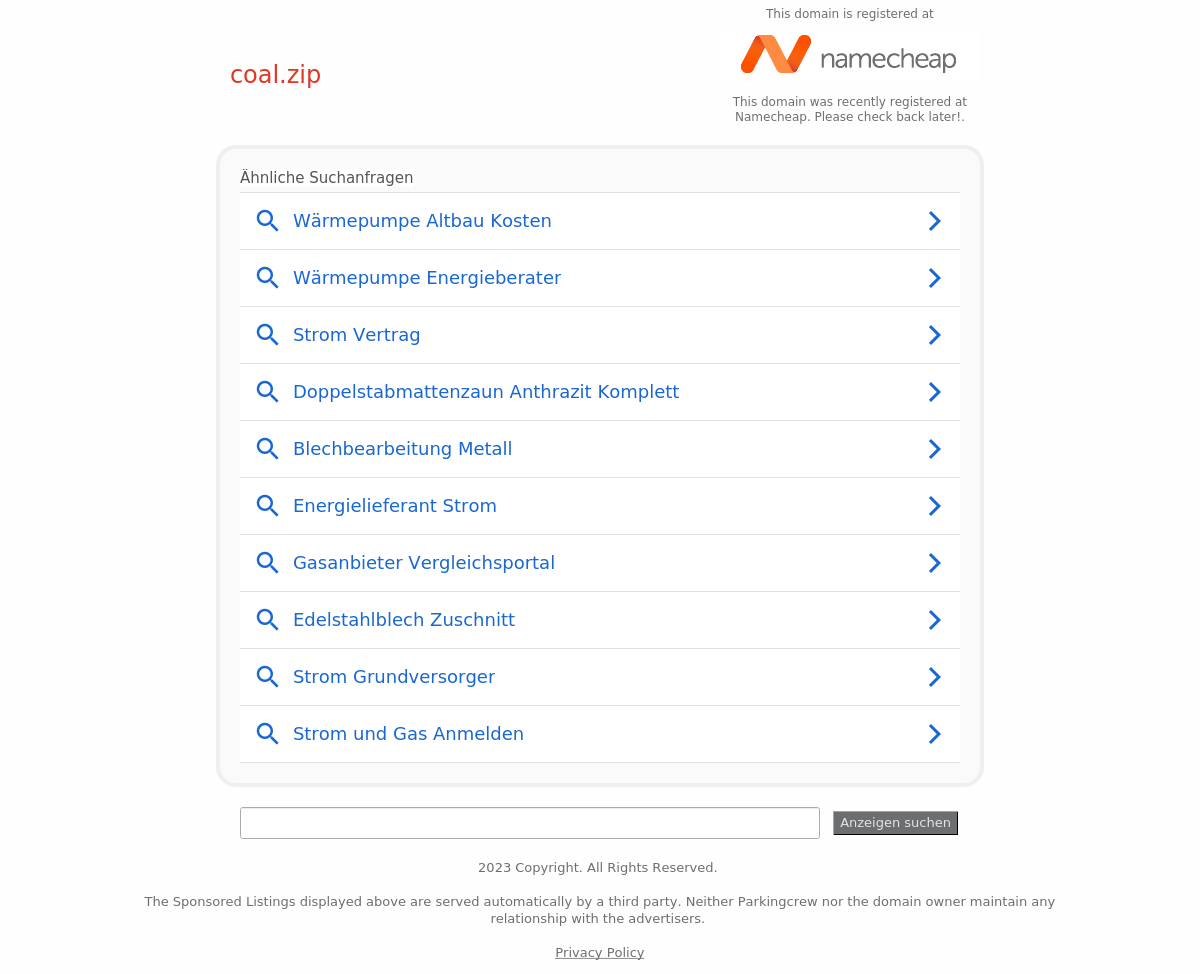 This domain is registered at
namecheap
coal.zip
This domain was recently registered at
Namecheap. Please check back later!.
Ähnliche Suchanfragen
Wärmepumpe Altbau Kosten
Wärmepumpe Energieberater
Strom Vertrag
Doppelstabmattenzaun Anthrazit Komplett
Blechbearbeitung Metall
Energielieferant Strom
Gasanbieter Vergleichsportal
Edelstahlblech Zuschnitt
Strom Grundversorger
Strom und Gas Anmelden
Anzeigen suchen
2023 Copyright. All Rights Reserved.
The Sponsored Listings displayed above are served automatically by a third party. Neither Parkingcrew nor the domain owner maintain any
relationship with the advertisers.
Privacy Policy